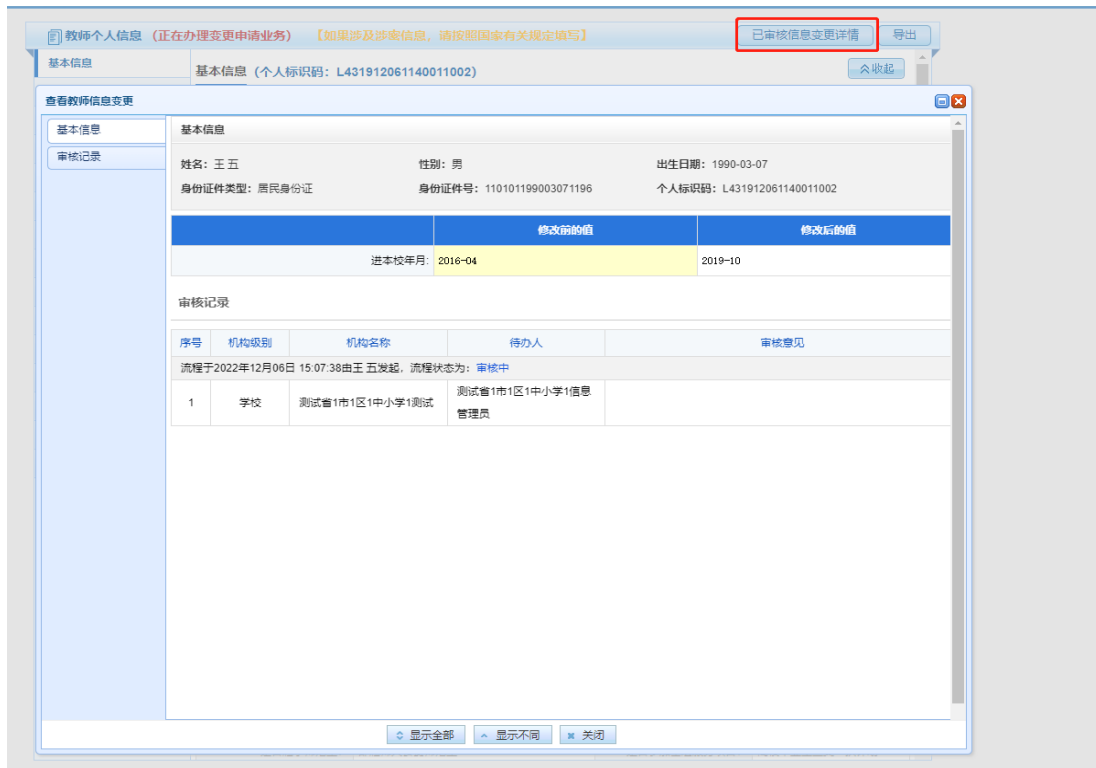 教师个人信息 (正在办理变更申请业务) 【如果涉及涉密信息，请按照国家有关规定填写】 已审核信息变更详情 导出
基本信息
基本信息 (个人标识码：L431912061140011002) 收起
查看教师信息变更
基本信息
审核记录
基本信息
姓名：王五 性别：男 出生日期：1990-03-07
身份证件类型：居民身份证 身份证件号：110101199003071196 个人标识码：L431912061140011002
修改前的值 修改后的值
进本校年月: 2016-04 2019-10
审核记录
序号 机构级别 机构名称 待办人 审核意见
流程于2022年12月06日 15:07:38由王五发起，流程状态为：审核中
1 学校 测试省1市1区1中小学1测试 测试省1市1区1中小学1信息
管理员
显示全部 显示不同 关闭